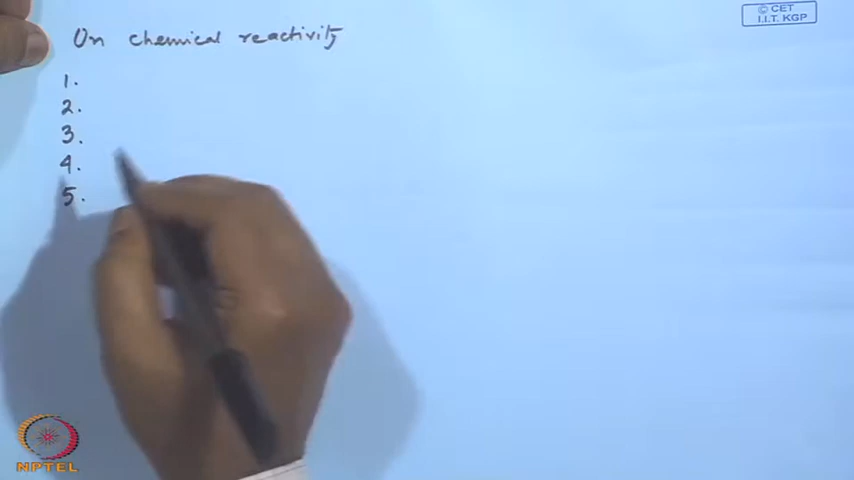 On chemical reactivity
© CET
I.I.T. KGP
1.
2.
3.
4.
5.
NPTEL